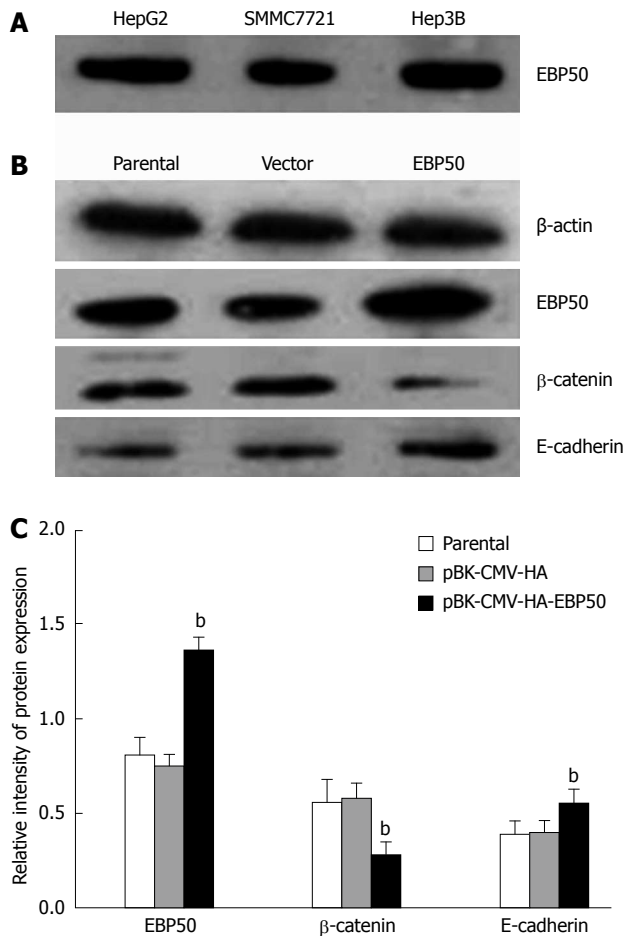 A
HepG2 SMMC7721 Hep3B
EBP50
B
Parental Vector EBP50
β-actin
EBP50
β-catenin
E-cadherin
C
Relative intensity of protein expression
2.0
1.5
1.0
0.5
0.0
Parental
pBK-CMV-HA
pBK-CMV-HA-EBP50
b
b
b
EBP50 β-catenin E-cadherin